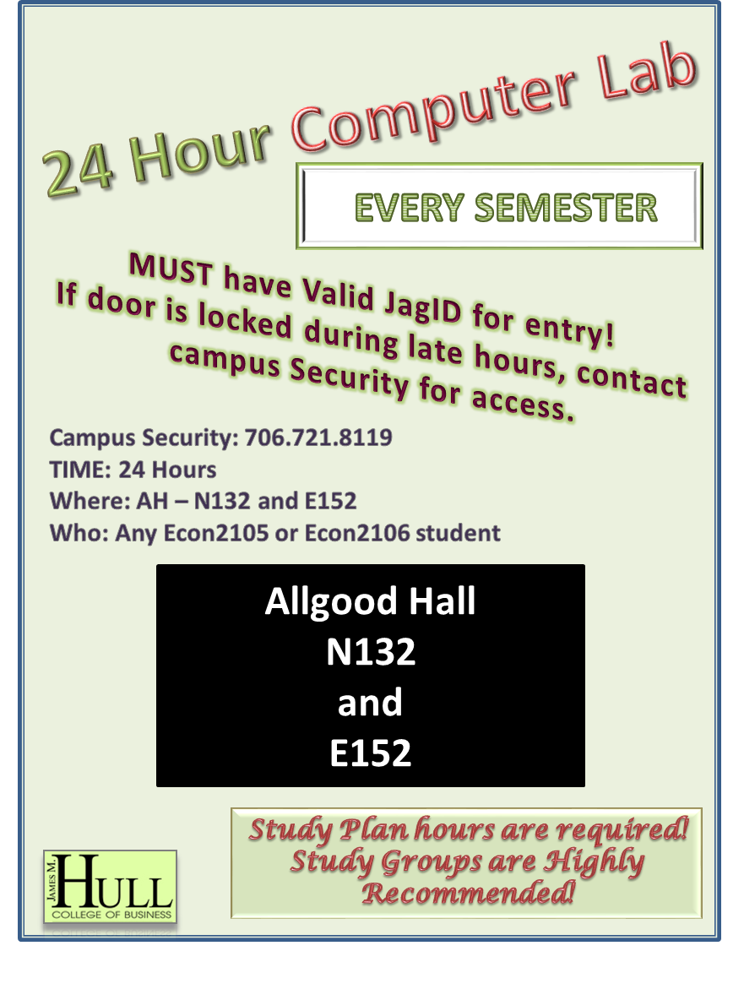 24 Hour Computer Lab
EVERY SEMESTER
MUST have Valid JagID for entry!
If door is locked during late hours, contact
campus Security for access.
Campus Security: 706.721.8119
TIME: 24 Hours
Where: AH – N132 and E152
Who: Any Econ2105 or Econ2106 student
Allgood Hall
N132
and
E152
Study Plan hours are required!
Study Groups are Highly
Recommended!
JAMES M.
HULL
COLLEGE OF BUSINESS